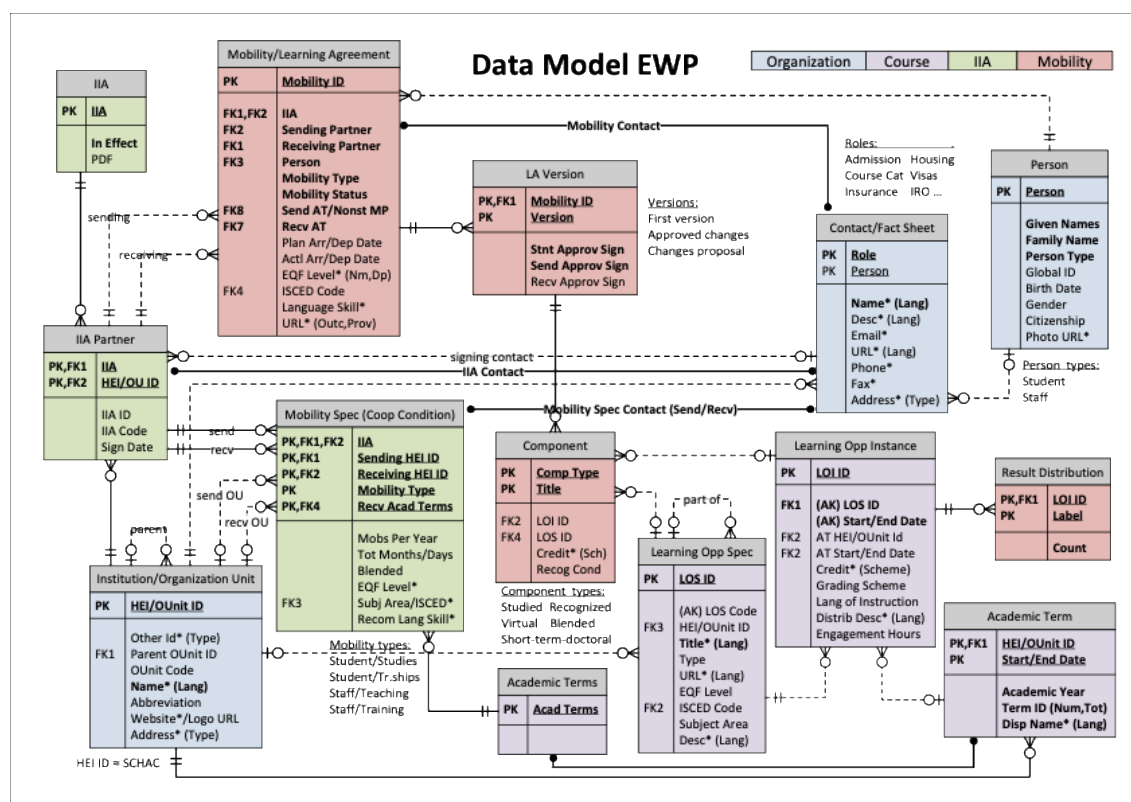 Data Model EWP
Organization Course IIA Mobility
Mobility/Learning Agreement
PK Mobility ID
FK1,FK2 IIA
FK2 Sending Partner
FK1 Receiving Partner
FK3 Person
Mobility Type
Mobility Status
FK8 Send AT/Nonst MP
FK7 Recv AT
Plan Arr/Dep Date
Actl Arr/Dep Date
EQF Level* (Nm,Dp)
FK4 ISCED Code
Language Skill*
URL* (Outc,Prov)
IIA
PK IIA
In Effect
PDF
sending
receiving
Mobility Contact
LA Version
PK,FK1 Mobility ID
PK Version
Stnt Approv Sign
Send Approv Sign
Recv Approv Sign
Versions:
First version
Approved changes
Changes proposal
Roles:
Admission Housing
Course Cat Visas
Insurance IRO ...
Person
PK Person
Given Names
Family Name
Person Type
Global ID
Birth Date
Gender
Citizenship
Photo URL*
Person types:
Student
Staff
Contact/Fact Sheet
PK Role
PK Person
Name* (Lang)
Desc* (Lang)
Email*
URL* (Lang)
Phone*
Fax*
Address* (Type)
IIA Partner
PK,FK1 IIA
PK,FK2 HEI/OU ID
IIA ID
IIA Code
Sign Date
signing contact
IIA Contact
Mobility Spec Contact (Send/Recv)
send
recv
send OU
recv OU
parent
Mobility Spec (Coop Condition)
PK,FK1,FK2 IIA
PK,FK1 Sending HEI ID
PK,FK2 Receiving HEI ID
PK Mobility Type
PK,FK4 Recv Acad Terms
Mobs Per Year
Tot Months/Days
Blended
EQF Level*
FK3 Subj Area/ISCED*
Recom Lang Skill*
Mobility types:
Student/Studies
Student/Tr.ships
Staff/Teaching
Staff/Training
Component
PK Comp Type
PK Title
FK2 LOI ID
FK4 LOS ID
Credit* (Sch)
Recog Cond
Component types:
Studied Recognized
Virtual Blended
Short-term-doctoral
part of
Learning Opp Instance
PK LOI ID
FK1 (AK) LOS ID
(AK) Start/End Date
FK2 AT HEI/OUnit Id
FK2 AT Start/End Date
Credit* (Scheme)
Grading Scheme
Lang of Instruction
Distrib Desc* (Lang)
Engagement Hours
Result Distribution
PK,FK1 LOI ID
PK Label
Count
Learning Opp Spec
PK LOS ID
(AK) LOS Code
FK3 HEI/OUnit ID
Title* (Lang)
Type
URL* (Lang)
EQF Level
FK2 ISCED Code
Subject Area
Desc* (Lang)
Institution/Organization Unit
PK HEI/OUnit ID
Other Id* (Type)
FK1 Parent OUnit ID
OUnit Code
Name* (Lang)
Abbreviation
Website*/Logo URL
Address* (Type)
HEI ID = SCHAC
Academic Terms
PK Acad Terms
Academic Term
PK,FK1 HEI/OUnit ID
PK Start/End Date
Academic Year
Term ID (Num,Tot)
Disp Name* (Lang)